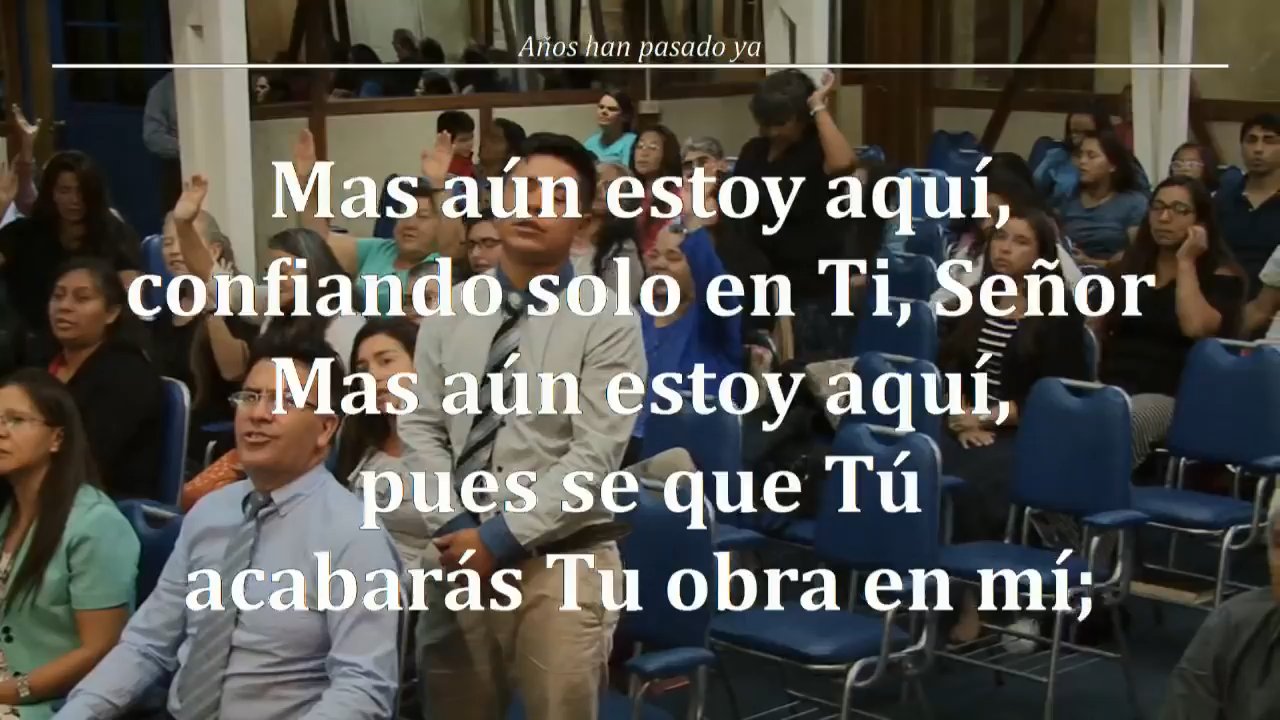 Años han pasado ya
Mas aún estoy aquí,
confiando solo en Ti, Señor
Mas aún estoy aquí,
pues se que Tú
acabarás Tu obra en mí;